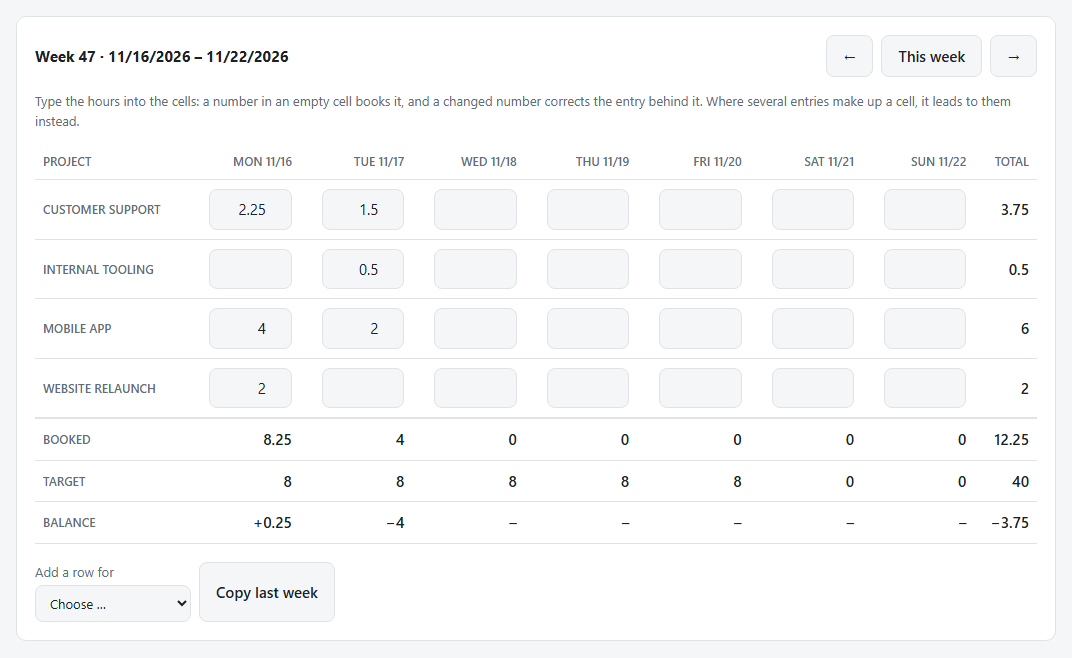 Week 47 · 11/16/2026 – 11/22/2026
← This week →
Type the hours into the cells: a number in an empty cell books it, and a changed number corrects the entry behind it. Where several entries make up a cell, it leads to them
instead.
PROJECT MON 11/16 TUE 11/17 WED 11/18 THU 11/19 FRI 11/20 SAT 11/21 SUN 11/22 TOTAL
CUSTOMER SUPPORT 2.25 1.5 3.75
INTERNAL TOOLING 0.5 0.5
MOBILE APP 4 2 6
WEBSITE RELAUNCH 2 2
BOOKED 8.25 4 0 0 0 0 0 12.25
TARGET 8 8 8 8 8 0 0 40
BALANCE +0.25 −4 – – – – – −3.75
Add a row for
Choose ...
Copy last week